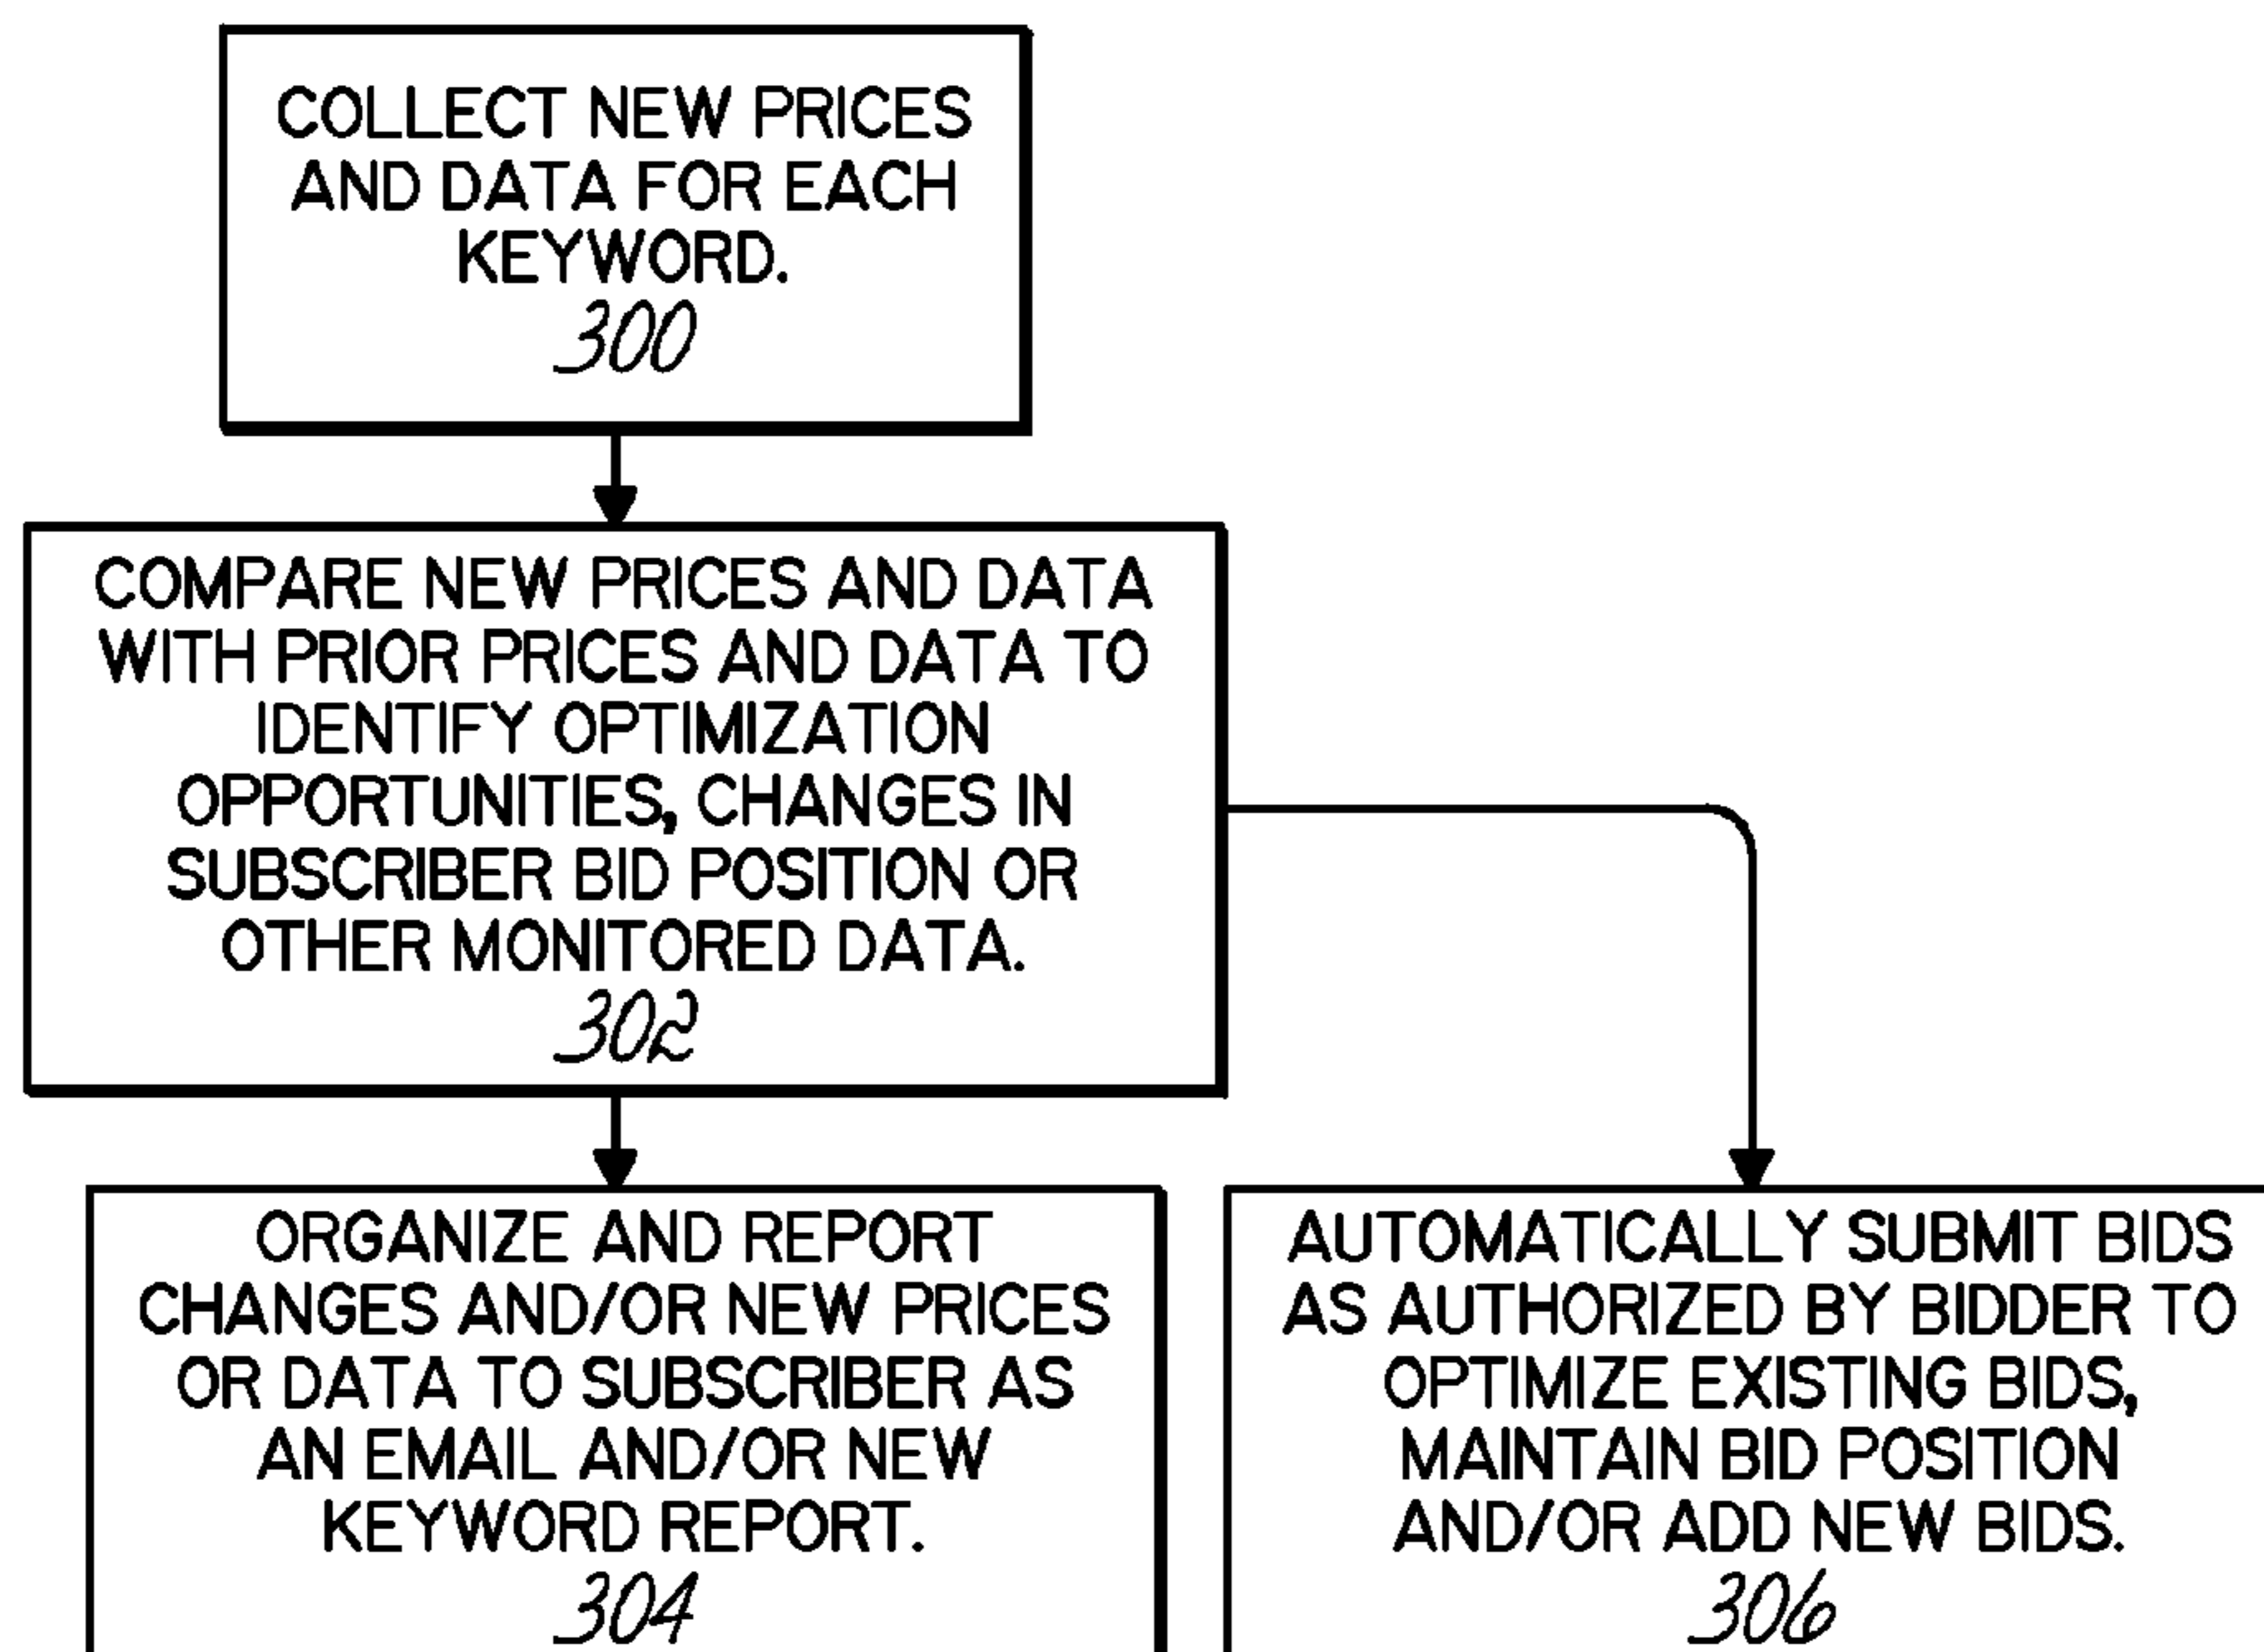 COLLECT NEW PRICES
AND DATA FOR EACH
KEYWORD.
300
COMPARE NEW PRICES AND DATA
WITH PRIOR PRICES AND DATA TO
IDENTIFY OPTIMIZATION
OPPORTUNITIES, CHANGES IN
SUBSCRIBER BID POSITION OR
OTHER MONITORED DATA.
302
ORGANIZE AND REPORT
CHANGES AND/OR NEW PRICES
OR DATA TO SUBSCRIBER AS
AN EMAIL AND/OR NEW
KEYWORD REPORT.
304
AUTOMATICALLY SUBMIT BIDS
AS AUTHORIZED BY BIDDER TO
OPTIMIZE EXISTING BIDS,
MAINTAIN BID POSITION
AND/OR ADD NEW BIDS.
306